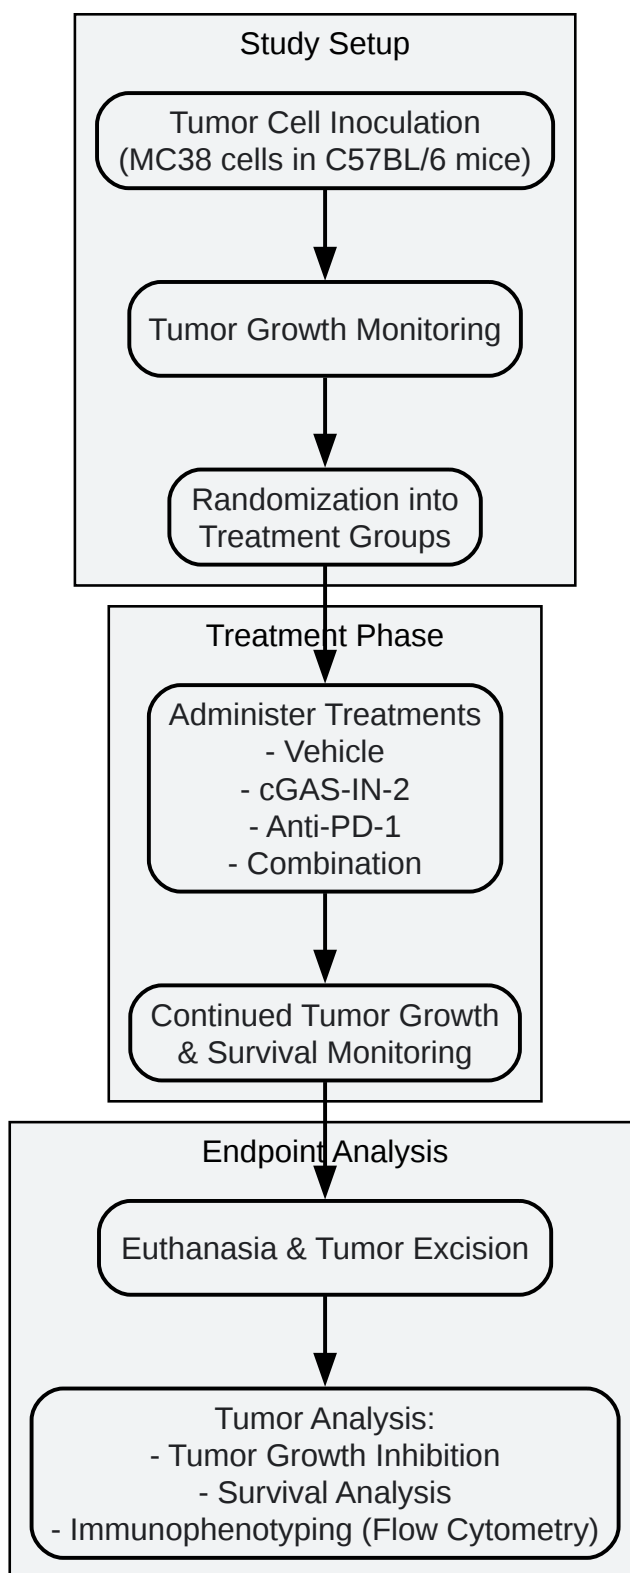 Study Setup
Tumor Cell Inoculation
(MC38 cells in C57BL/6 mice)
Tumor Growth Monitoring
Randomization into
Treatment Groups
Treatment Phase
Administer Treatments
- Vehicle
- cGAS-IN-2
- Anti-PD-1
- Combination
Continued Tumor Growth
& Survival Monitoring
Endpoint Analysis
Euthanasia & Tumor Excision
Tumor Analysis:
- Tumor Growth Inhibition
- Survival Analysis
- Immunophenotyping (Flow Cytometry)